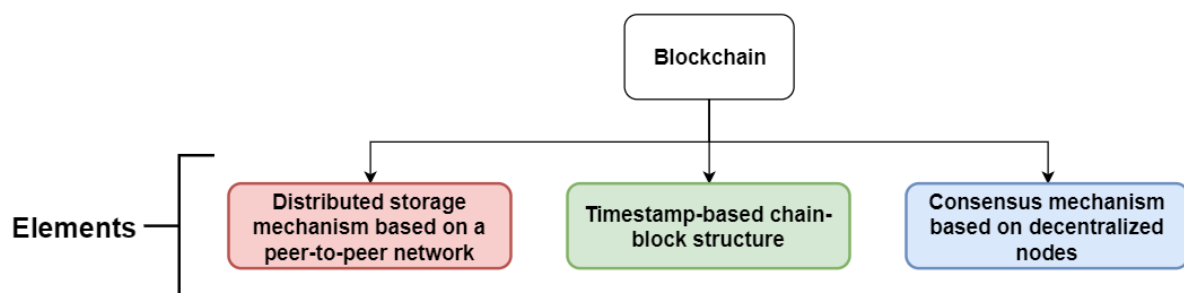 Blockchain
Elements
Distributed storage
mechanism based on a
peer-to-peer network
Timestamp-based chain-
block structure
Consensus mechanism
based on decentralized
nodes